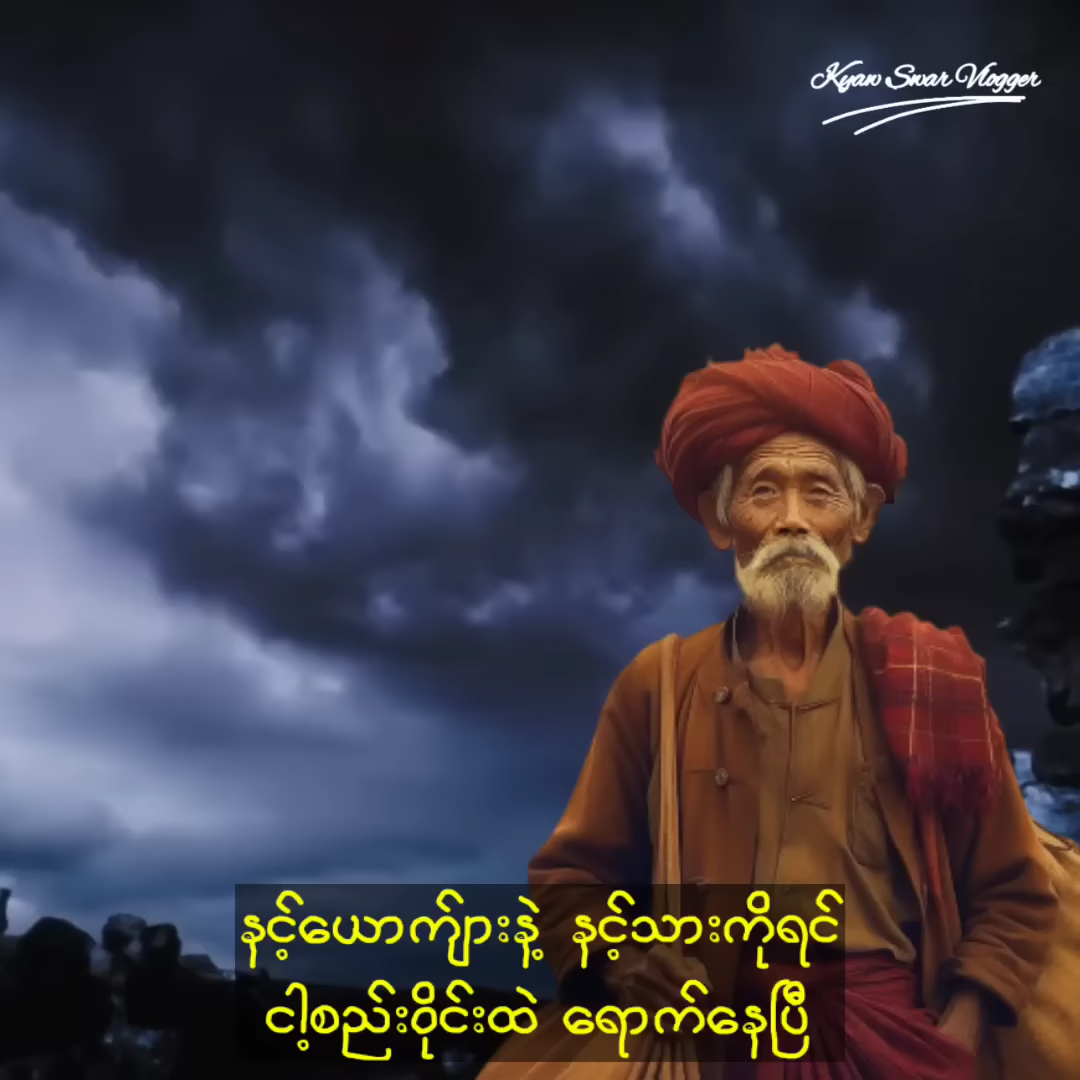 Kyaw Swar Vlogger
နင့်ယောက်ျားနဲ့ နင့်သားကိုရင်
ငါ့စည်းဝိုင်းထဲ ရောက်နေပြီ